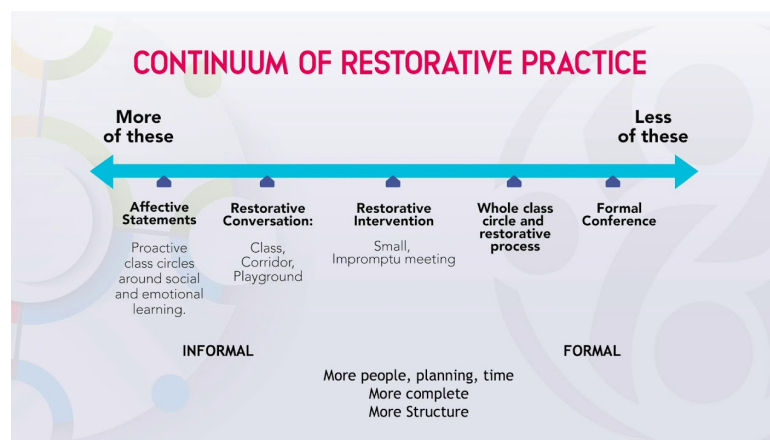 CONTINUUM OF RESTORATIVE PRACTICE
More
of these
Less
of these
Affective
Statements
Proactive
class circles
around social
and emotional
learning.
Restorative
Conversation:
Class,
Corridor,
Playground
Restorative
Intervention
Small,
Impromptu meeting
Whole class
circle and
restorative
process
Formal
Conference
INFORMAL
FORMAL
More people, planning, time
More complete
More Structure